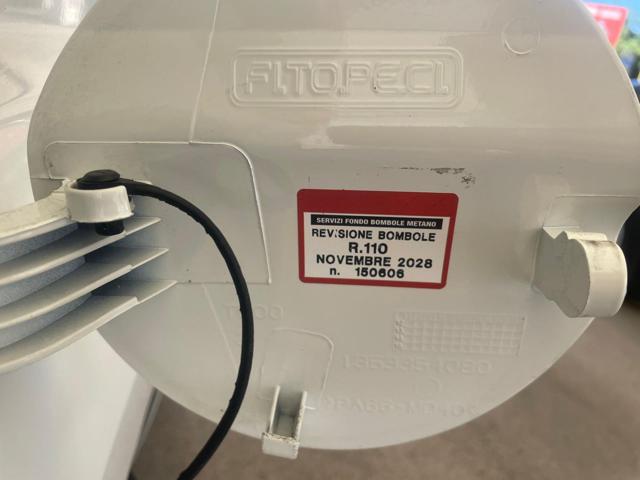 FITOPECI
SERVIZI FONDO BOMBOLE METANO
REVISIONE BOMBOLE
R.110
NOVEMBRE 2028
n. 150606